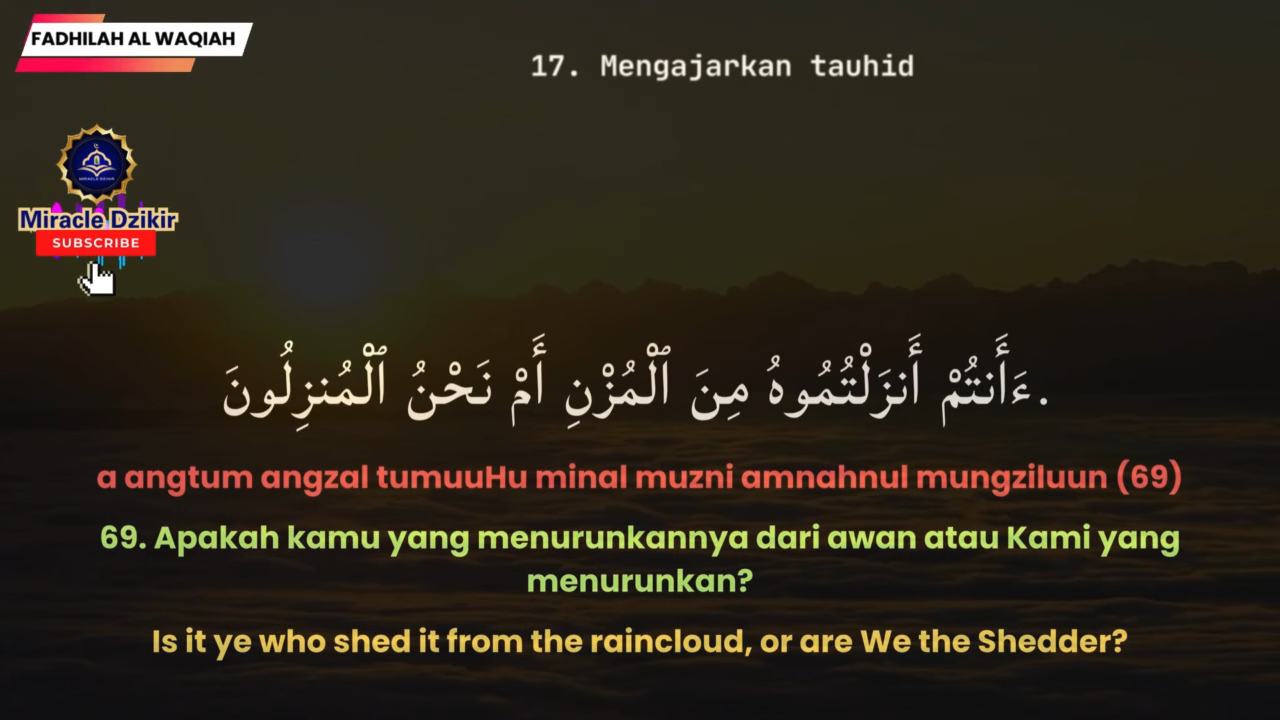 FADHILAH AL WAQIAH
17. Mengajarkan tauhid
MIRACLE DZIKIR
Miracle Dzikir
SUBSCRIBE
ءَأَنتُمْ أَنزَلْتُمُوهُ مِنَ ٱلْمُزْنِ أَمْ نَحْنُ ٱلْمُنزِلُونَ.
a angtum angzal tumuuHu minal muzni amnahnul mungziluun (69)
69. Apakah kamu yang menurunkannya dari awan atau Kami yang
menurunkan?
Is it ye who shed it from the raincloud, or are We the Shedder?